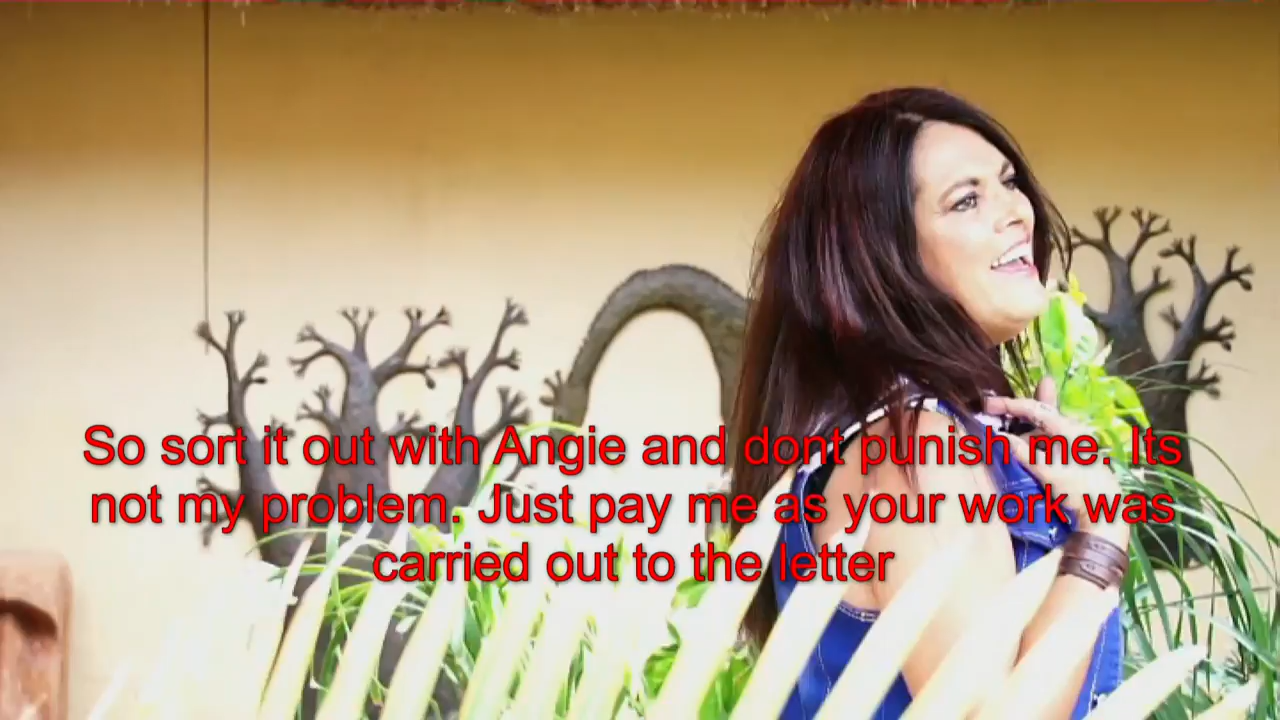 So sort it out with Angie and dont punish me. Its
not my problem. Just pay me as your work was
carried out to the letter